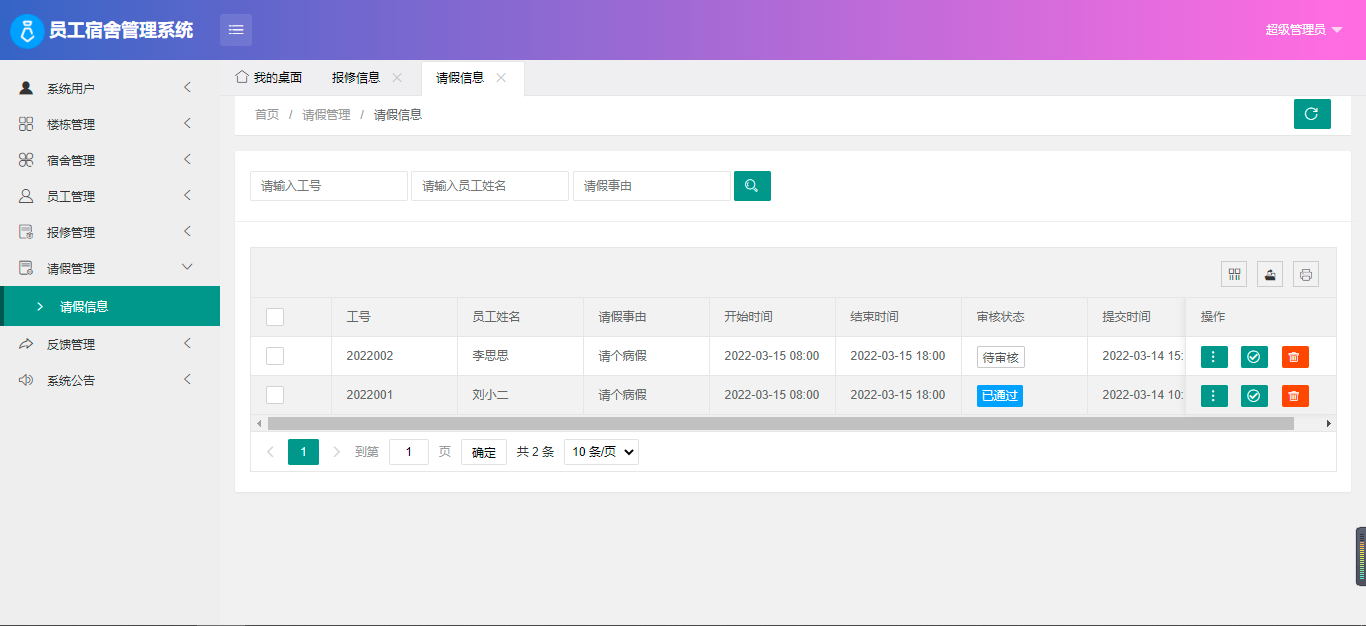 员工宿舍管理系统
超级管理员
系统用户
楼栋管理
宿舍管理
员工管理
报修管理
请假管理
请假信息
反馈管理
系统公告
我的桌面 报修信息 请假信息
首页 / 请假管理 / 请假信息
请输入工号 请输入员工姓名 请假事由
工号 员工姓名 请假事由 开始时间 结束时间 审核状态 提交时间 操作
2022002 李思思 请个病假 2022-03-15 08:00 2022-03-15 18:00 待审核 2022-03-14 15:
2022001 刘小二 请个病假 2022-03-15 08:00 2022-03-15 18:00 已通过 2022-03-14 10:
1 到第 1 页 确定 共 2 条 10 条/页